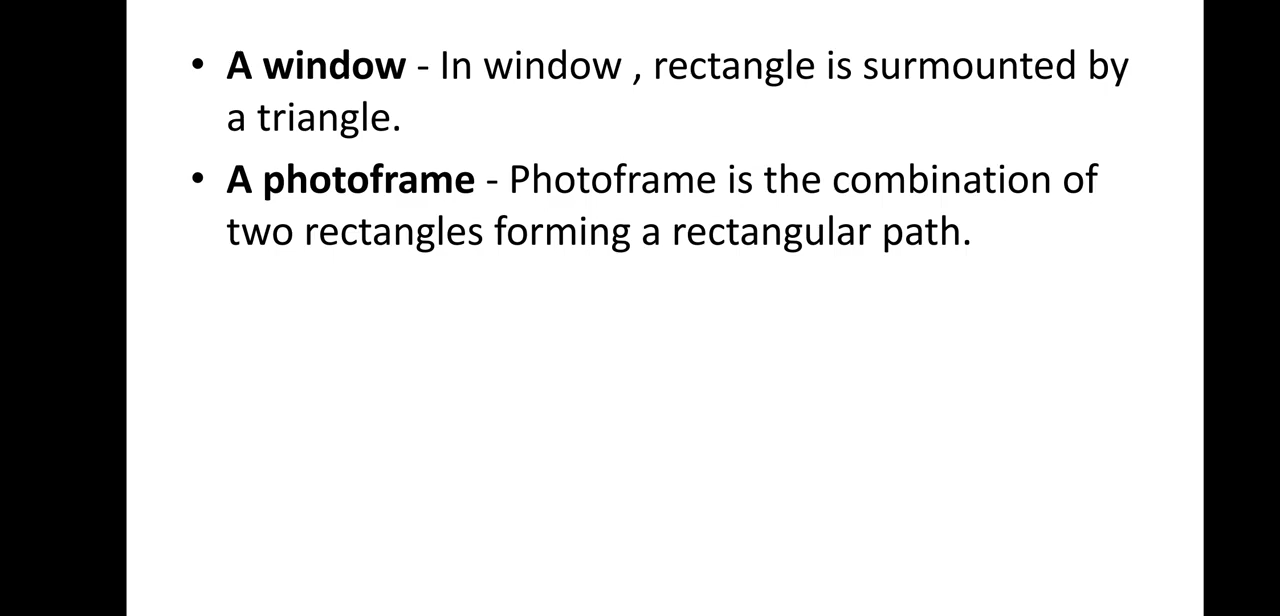 • A window - In window , rectangle is surmounted by
a triangle.
• A photoframe - Photoframe is the combination of
two rectangles forming a rectangular path.